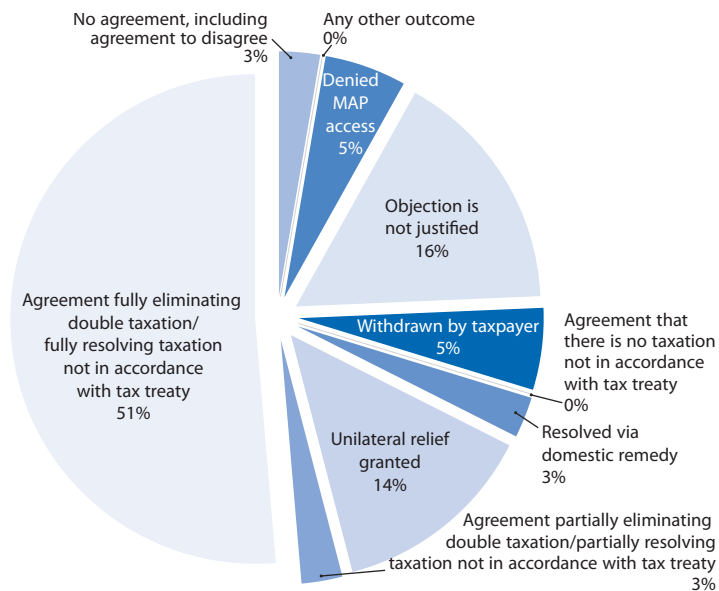 No agreement, including
agreement to disagree
3%
Any other outcome
0%
Denied
MAP
access
5%
Objection is
not justified
16%
Withdrawn by taxpayer
5%
Agreement that
there is no taxation
not in accordance
with tax treaty
0%
Resolved via
domestic remedy
3%
Unilateral relief
granted
14%
Agreement partially eliminating
double taxation/partially resolving
taxation not in accordance with tax treaty
3%
Agreement fully eliminating
double taxation/
fully resolving taxation
not in accordance
with tax treaty
51%